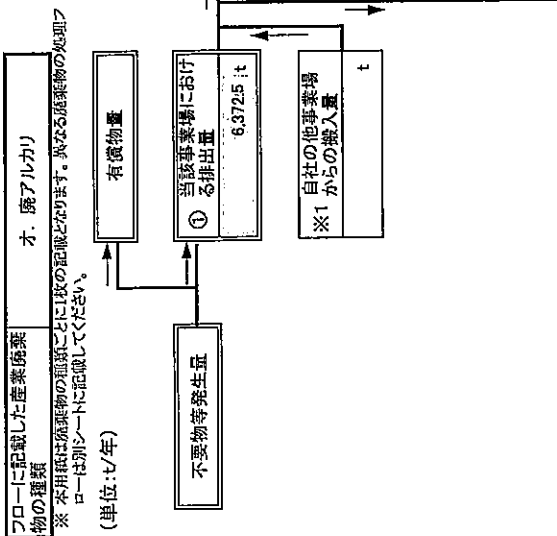 フローに記載した産業廃棄
物の種類
オ. 廃アルカリ
※ 本用紙は廃棄物の種類ごとに1枚の記載となります。異なる廃棄物の処理フ
ローは別シートに記載してください。
(単位:t/年)
不要物等発生量
有償物量
① 当該事業場におけ
る排出量
6,372.5 t
※1 自社の他事業場
からの搬入量
t